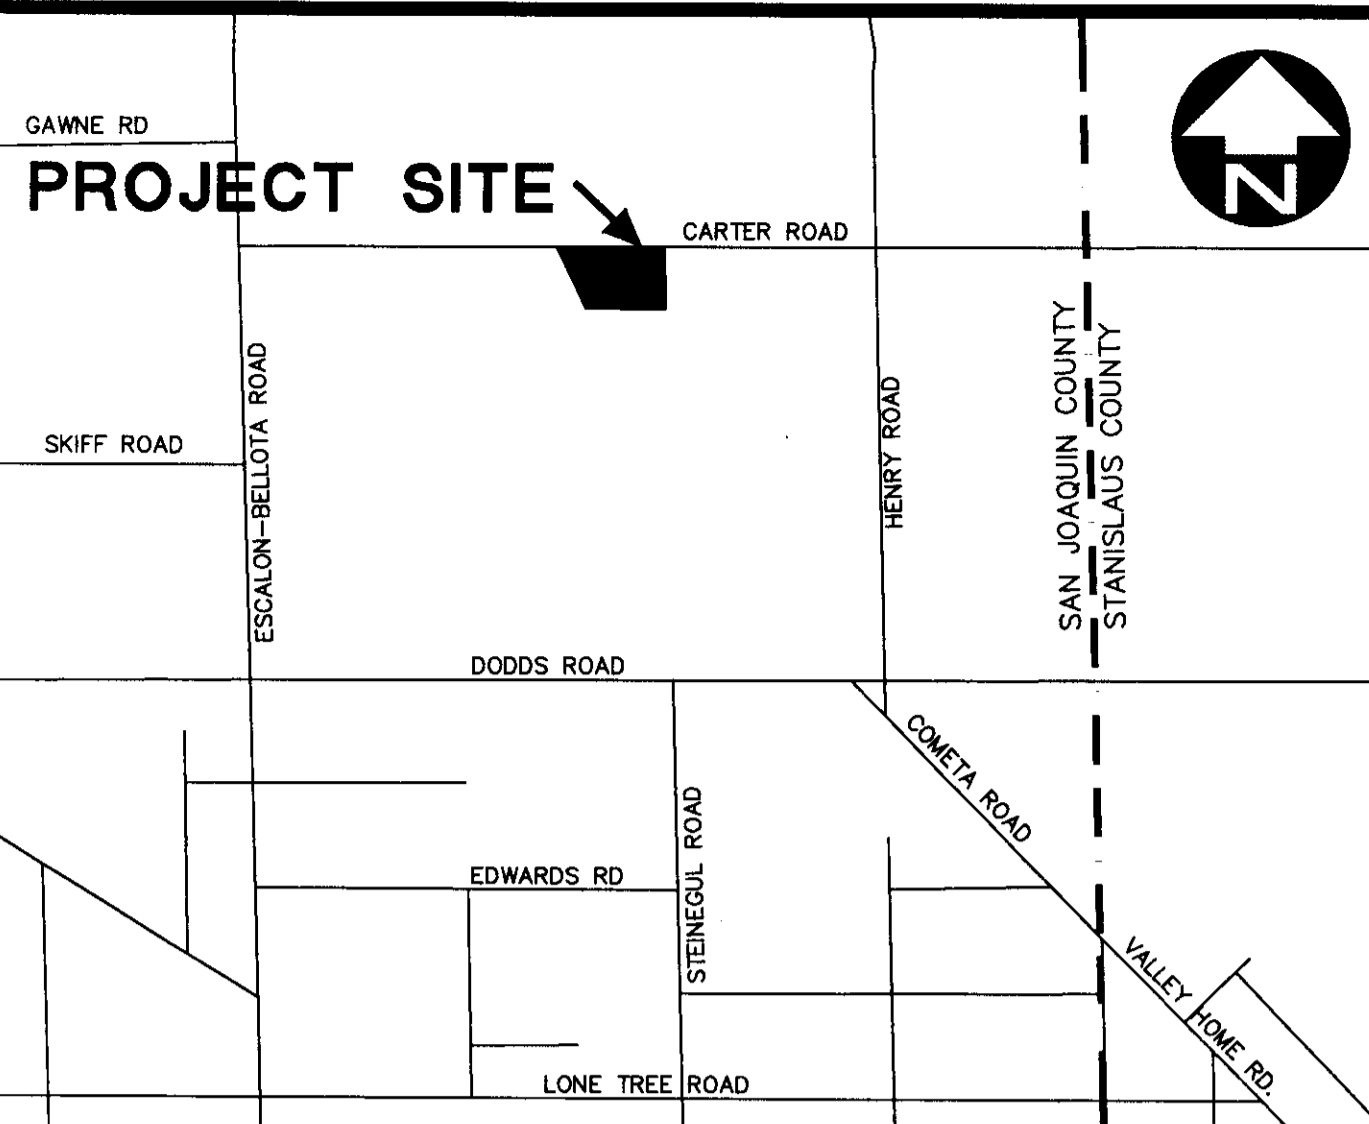 GAWNE RD
PROJECT SITE
N
CARTER ROAD
SKIFF ROAD
ESCALON-BELLOTA ROAD
HENRY ROAD
SAN JOAQUIN COUNTY
STANISLAUS COUNTY
DODDS ROAD
COMETA ROAD
STEINEGUL ROAD
EDWARDS RD
VALLEY HOME RD.
LONE TREE ROAD